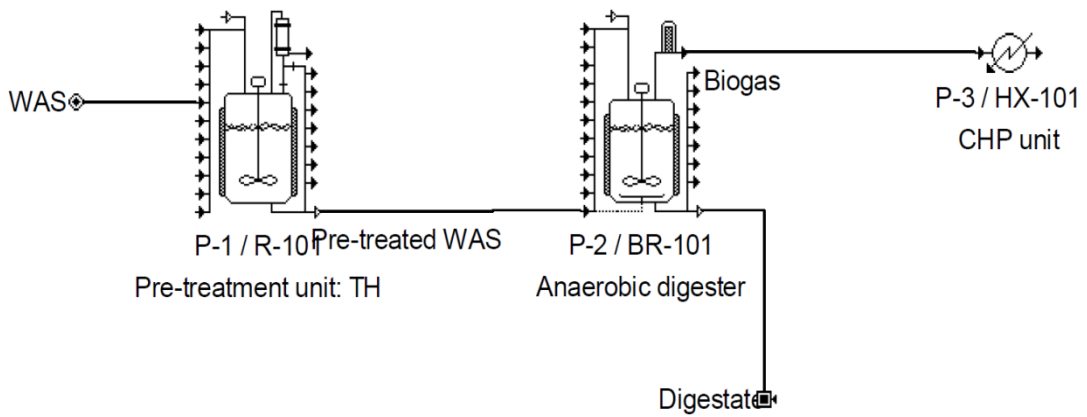 WAS
Biogas
P-3 / HX-101
CHP unit
P-1 / R-101
Pre-treated WAS
P-2 / BR-101
Pre-treatment unit: TH
Anaerobic digester
Digestate